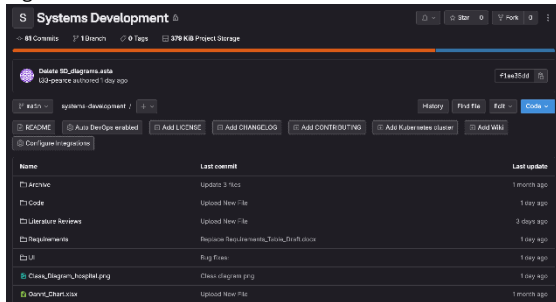 S Systems Development
Star 0 Fork 0
61 Commits 1 Branch 0 Tags 379 KiB Project Storage
Delete SD_diagrams.asta
t33-pearce authored 1 day ago
f1ae35dd
main systems-development / +
History Find file Edit Code
README Auto DevOps enabled Add LICENSE Add CHANGELOG Add CONTRIBUTING Add Kubernetes cluster Add Wiki
Configure Integrations
Name Last commit Last update
Archive Update 3 files 1 month ago
Code Upload New File 1 day ago
Literature Reviews Upload New File 3 days ago
Requirements Replace Requirements_Table_Draft.docx 1 day ago
UI Bug fixes 1 day ago
Class_Diagram_hospital.png Class diagram png 1 day ago
Gannt_Chart.xlsx Upload New File 1 month ago